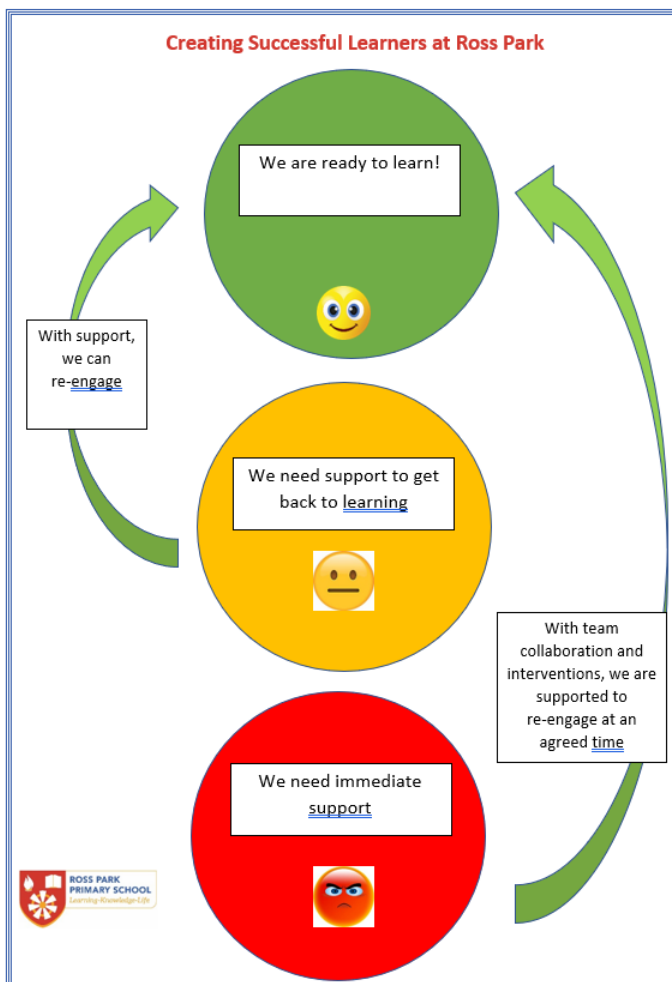 Creating Successful Learners at Ross Park
We are ready to learn!
With support,
we can
re-engage
We need support to get
back to learning
With team
collaboration and
interventions, we are
supported to
re-engage at an
agreed time
We need immediate
support
ROSS PARK
PRIMARY SCHOOL
Learning-Knowledge-Life